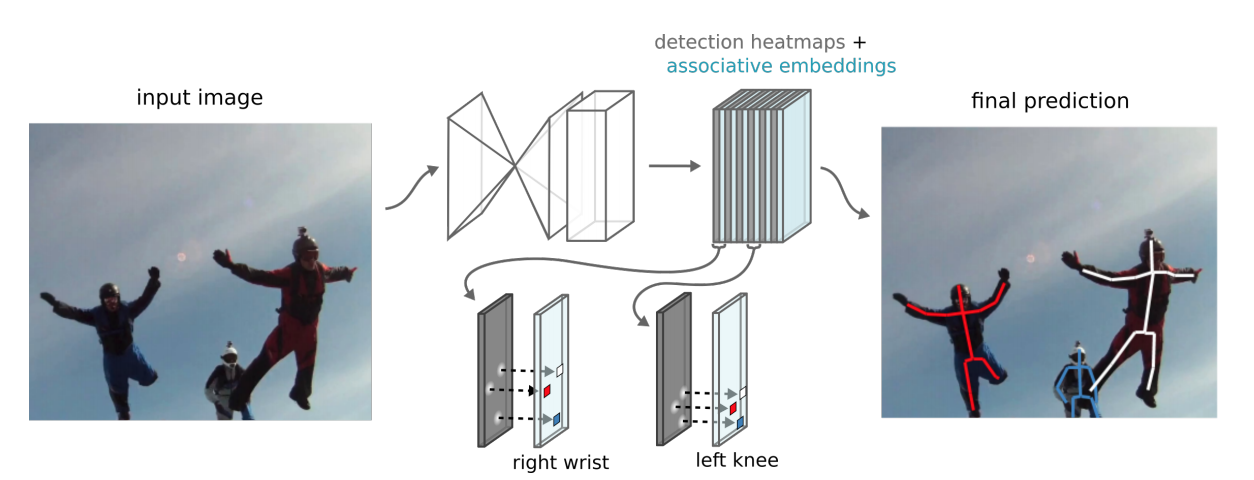 detection heatmaps +
associative embeddings
input image
final prediction
right wrist
left knee